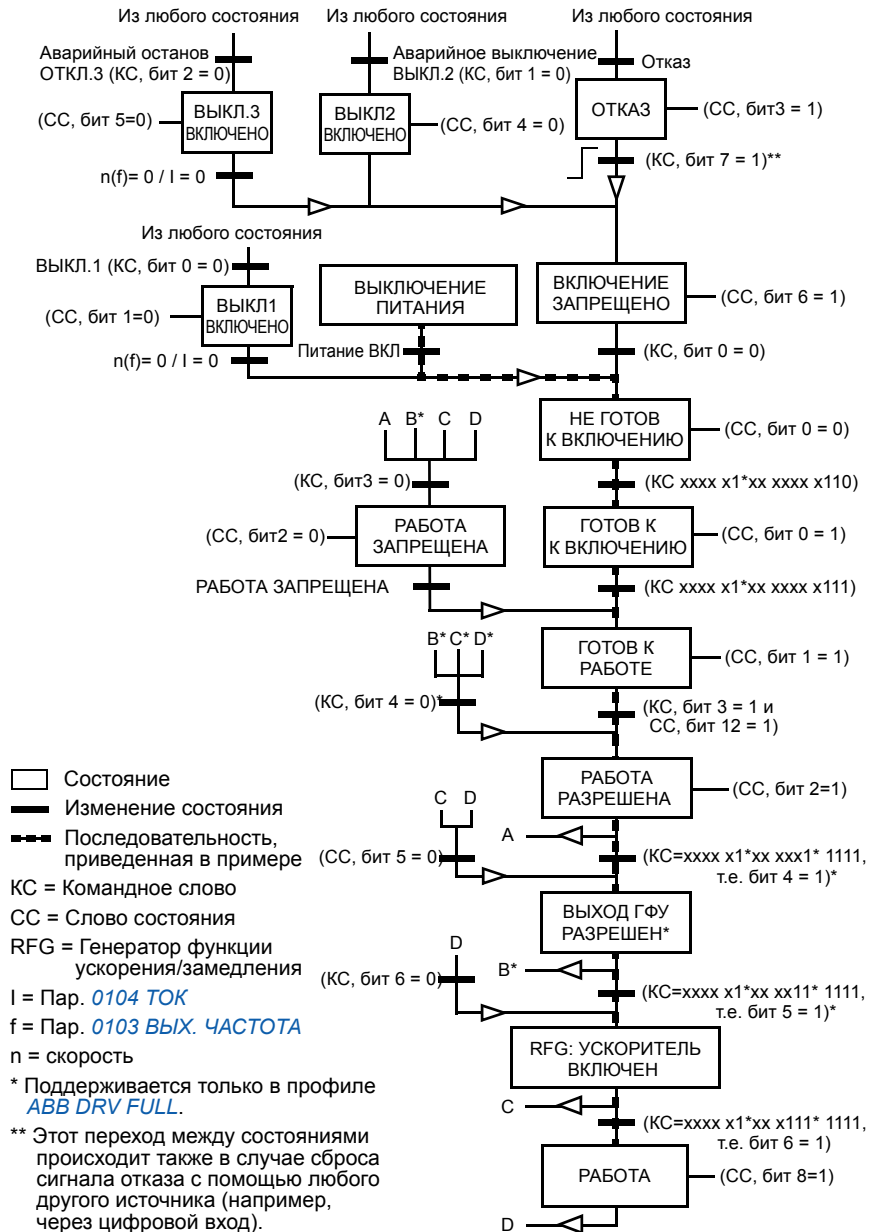 Из любого состояния
Из любого состояния
Из любого состояния
Аварийный останов
ОТКЛ.3 (КС, бит 2 = 0)
Аварийное выключение
ВЫКЛ.2 (КС, бит 1 = 0)
Отказ
(СС, бит 5=0)
ВЫКЛ.3
ВКЛЮЧЕНО
ВЫКЛ2
ВКЛЮЧЕНО
(СС, бит 4 = 0)
ОТКАЗ
(СС, бит3 = 1)
n(f)= 0 / I = 0
(КС, бит 7 = 1)**
Из любого состояния
ВЫКЛ.1 (КС, бит 0 = 0)
(СС, бит 1=0)
ВЫКЛ1
ВКЛЮЧЕНО
ВЫКЛЮЧЕНИЕ
ПИТАНИЯ
ВКЛЮЧЕНИЕ
ЗАПРЕЩЕНО
(СС, бит 6 = 1)
n(f)= 0 / I = 0
Питание ВКЛ
(КС, бит 0 = 0)
A B* C D
НЕ ГОТОВ
К ВКЛЮЧЕНИЮ
(СС, бит 0 = 0)
(КС, бит3 = 0)
(КС xxxx x1*xx xxxx x110)
(СС, бит2 = 0)
РАБОТА
ЗАПРЕЩЕНА
ГОТОВ К
К ВКЛЮЧЕНИЮ
(СС, бит 0 = 1)
РАБОТА ЗАПРЕЩЕНА
(КС xxxx x1*xx xxxx x111)
B* C* D*
ГОТОВ К
РАБОТЕ
(СС, бит 1 = 1)
(КС, бит 4 = 0)*
(КС, бит 3 = 1 и
СС, бит 12 = 1)
РАБОТА
РАЗРЕШЕНА
(СС, бит 2=1)
C D
A
(СС, бит 5 = 0)
(КС=xxxx x1*xx xxx1* 1111,
т.е. бит 4 = 1)*
ВЫХОД ГФУ
РАЗРЕШЕН*
D
B*
(КС, бит 6 = 0)
(КС=xxxx x1*xx xx11* 1111,
т.е. бит 5 = 1)*
RFG: УСКОРИТЕЛЬ
ВКЛЮЧЕН
C
(КС=xxxx x1*xx x111* 1111,
т.е. бит 6 = 1)
РАБОТА
(СС, бит 8=1)
D
Состояние
Изменение состояния
Последовательность,
приведенная в примере
КС = Командное слово
СС = Слово состояния
RFG = Генератор функции
ускорения/замедления
I = Пар. 0104 ТОК
f = Пар. 0103 ВЫХ. ЧАСТОТА
n = скорость
* Поддерживается только в профиле
ABB DRV FULL.
** Этот переход между состояниями
происходит также в случае сброса
сигнала отказа с помощью любого
другого источника (например,
через цифровой вход).